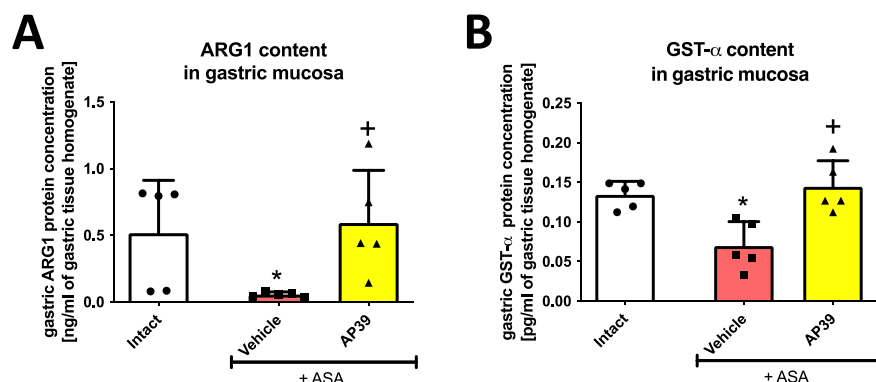 A
ARG1 content
in gastric mucosa
gastric ARG1 protein concentration
[ng/ml of gastric tissue homogenate]
1.5
1.0
0.5
0.0
*
+
Intact
Vehicle
AP39
+ ASA
B
GST-α content
in gastric mucosa
gastric GST-α protein concentration
[pg/ml of gastric tissue homogenate]
0.25
0.20
0.15
0.10
0.05
0.00
*
+
Intact
Vehicle
AP39
+ ASA